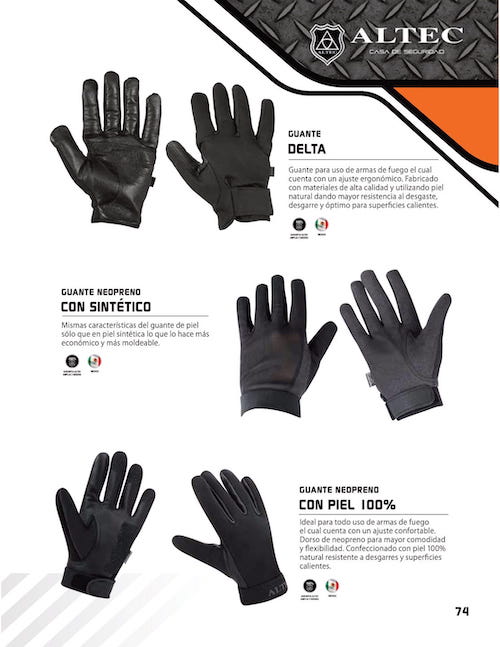 ALTEC
CASA DE SEGURIDAD
ALTEC
GUANTE
DELTA
Guante para uso de armas de fuego el cual
cuenta con un ajuste ergonómico. Fabricado
con materiales de alta calidad y utilizando piel
natural dando mayor resistencia al desgaste,
desgarre y óptimo para superficies calientes.
GUANTE NEOPRENO
CON SINTÉTICO
Mismas características del guante de piel
sólo que en piel sintética lo que lo hace más
económico y más moldeable.
GUANTE NEOPRENO
CON PIEL 100%
Ideal para todo uso de armas de fuego
el cual cuenta con un ajuste confortable.
Dorso de neopreno para mayor comodidad
y flexibilidad. Confeccionado con piel 100%
natural resistente a desgarres y superficies
calientes.
ALTEC
74